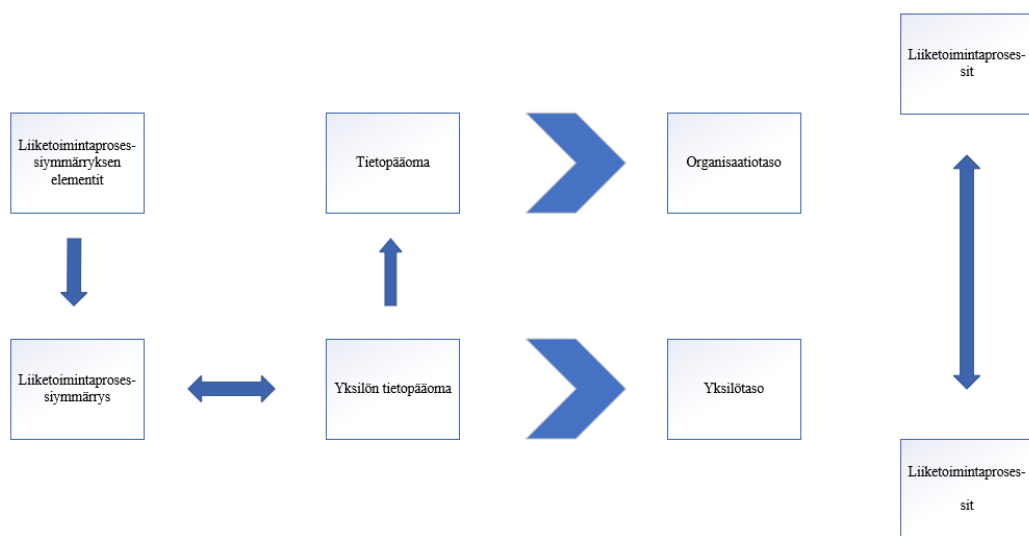 Liiketoimintaproses-
sit
Liiketoimintaproses-
siymmärryksen
elementit
Tietopääoma
Organisaatiotaso
Liiketoimintaproses-
siymmärrys
Yksilön tietopääoma
Yksilötaso
Liiketoimintaproses-
sit